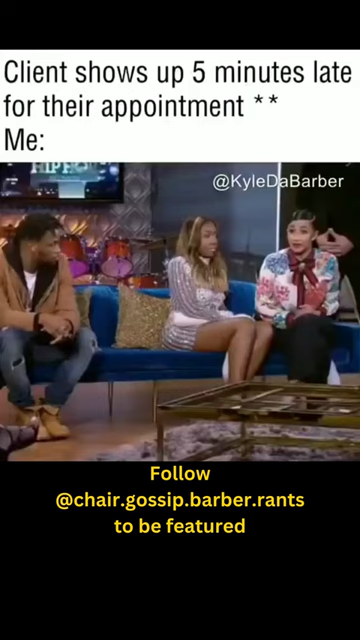 Client shows up 5 minutes late
for their appointment **
Me:
HIPHOP
@KyleDaBarber
Follow
@chair.gossip.barber.rants
to be featured